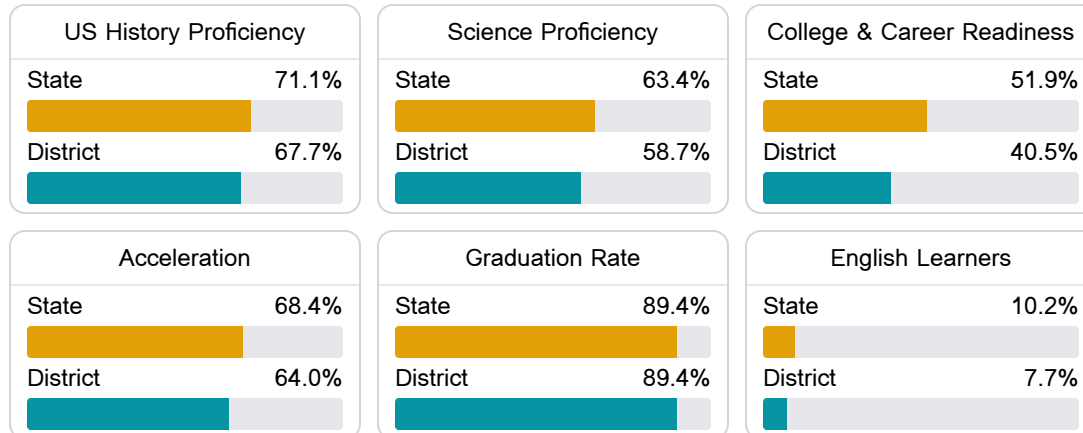 US History Proficiency
State 71.1%
District 67.7%
Science Proficiency
State 63.4%
District 58.7%
College & Career Readiness
State 51.9%
District 40.5%
Acceleration
State 68.4%
District 64.0%
Graduation Rate
State 89.4%
District 89.4%
English Learners
State 10.2%
District 7.7%